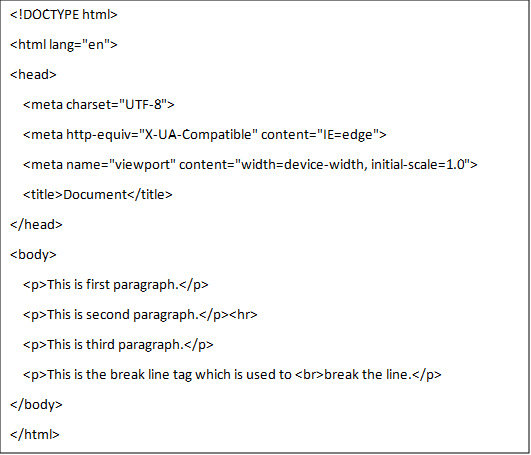 <!DOCTYPE html>
<html lang="en">
<head>
<meta charset="UTF-8">
<meta http-equiv="X-UA-Compatible" content="IE=edge">
<meta name="viewport" content="width=device-width, initial-scale=1.0">
<title>Document</title>
</head>
<body>
<p>This is first paragraph.</p>
<p>This is second paragraph.</p><hr>
<p>This is third paragraph.</p>
<p>This is the break line tag which is used to <br>break the line.</p>
</body>
</html>